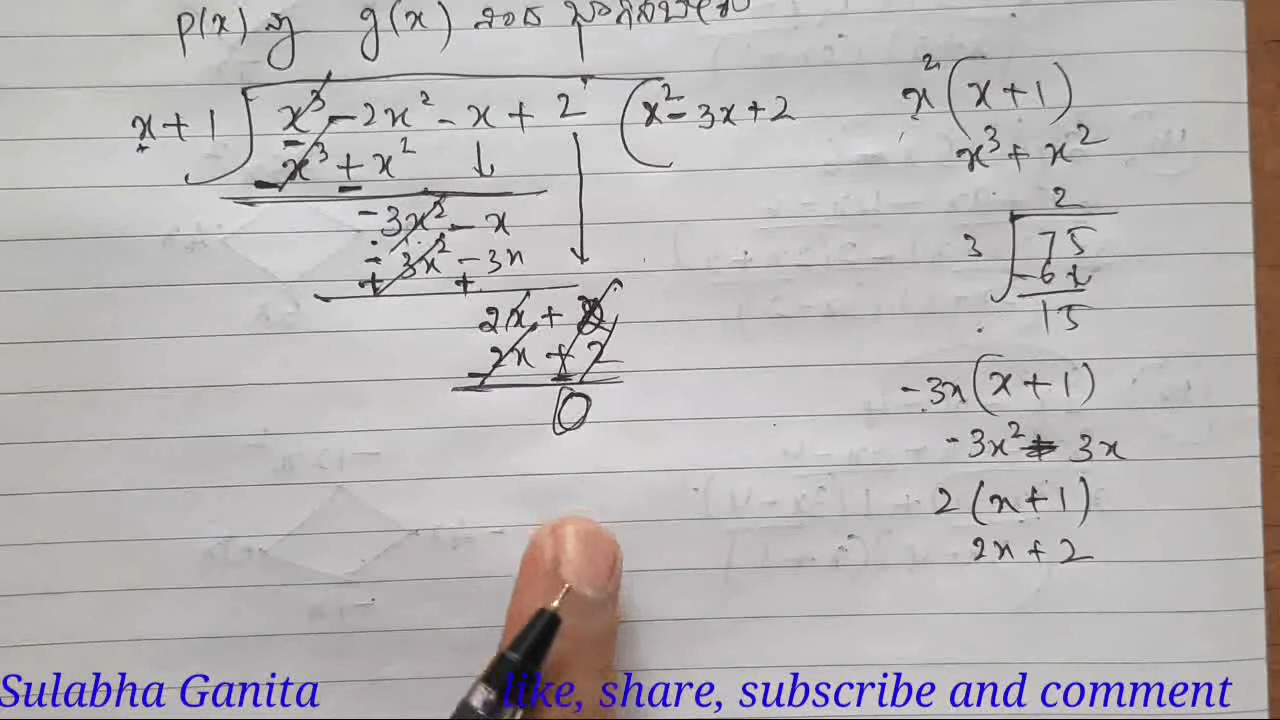 p(x) ನ್ನು g(x) ನಿಂದ ಭಾಗಿಸಿದಾಗ
x + 1 x³ - 2x² - x + 2 x² - 3x + 2
- x³ + x²
- 3x² - x
- 3x² - 3x
+ +
2x + 2
2x + 2
0
x² (x + 1)
x³ + x²
2
3 75
- 6 x
15
-3x (x + 1)
-3x² - 3x
2 (x + 1)
2x + 2
Sulabha Ganita like, share, subscribe and comment